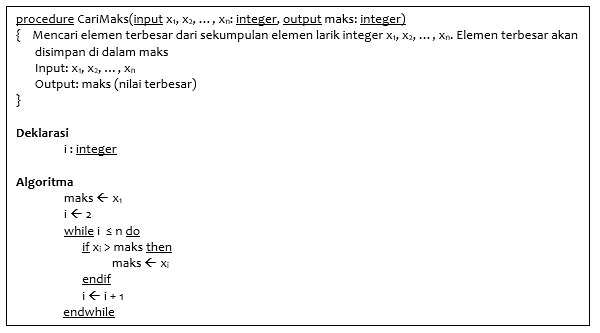 procedure CariMaks(input x₁, x₂, ... , xₙ: integer, output maks: integer)
{ Mencari elemen terbesar dari sekumpulan elemen larik integer x₁, x₂, ... , xₙ. Elemen terbesar akan
disimpan di dalam maks
Input: x₁, x₂, ... , xₙ
Output: maks (nilai terbesar)
}
Deklarasi
i : integer
Algoritma
maks ← x₁
i ← 2
while i ≤ n do
if xᵢ > maks then
maks ← xᵢ
endif
i ← i + 1
endwhile